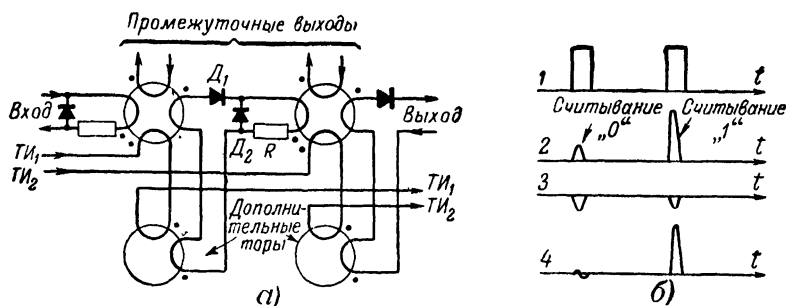 Промежуточные выходы
Д₁
Вход
Выход
Д₂
R
ТИ₁
ТИ₂
ТИ₁
ТИ₂
Дополни-
тельные
торы
а)
1
t
Считывание
„0“
Считывание
„1“
2
t
3
t
4
t
б)